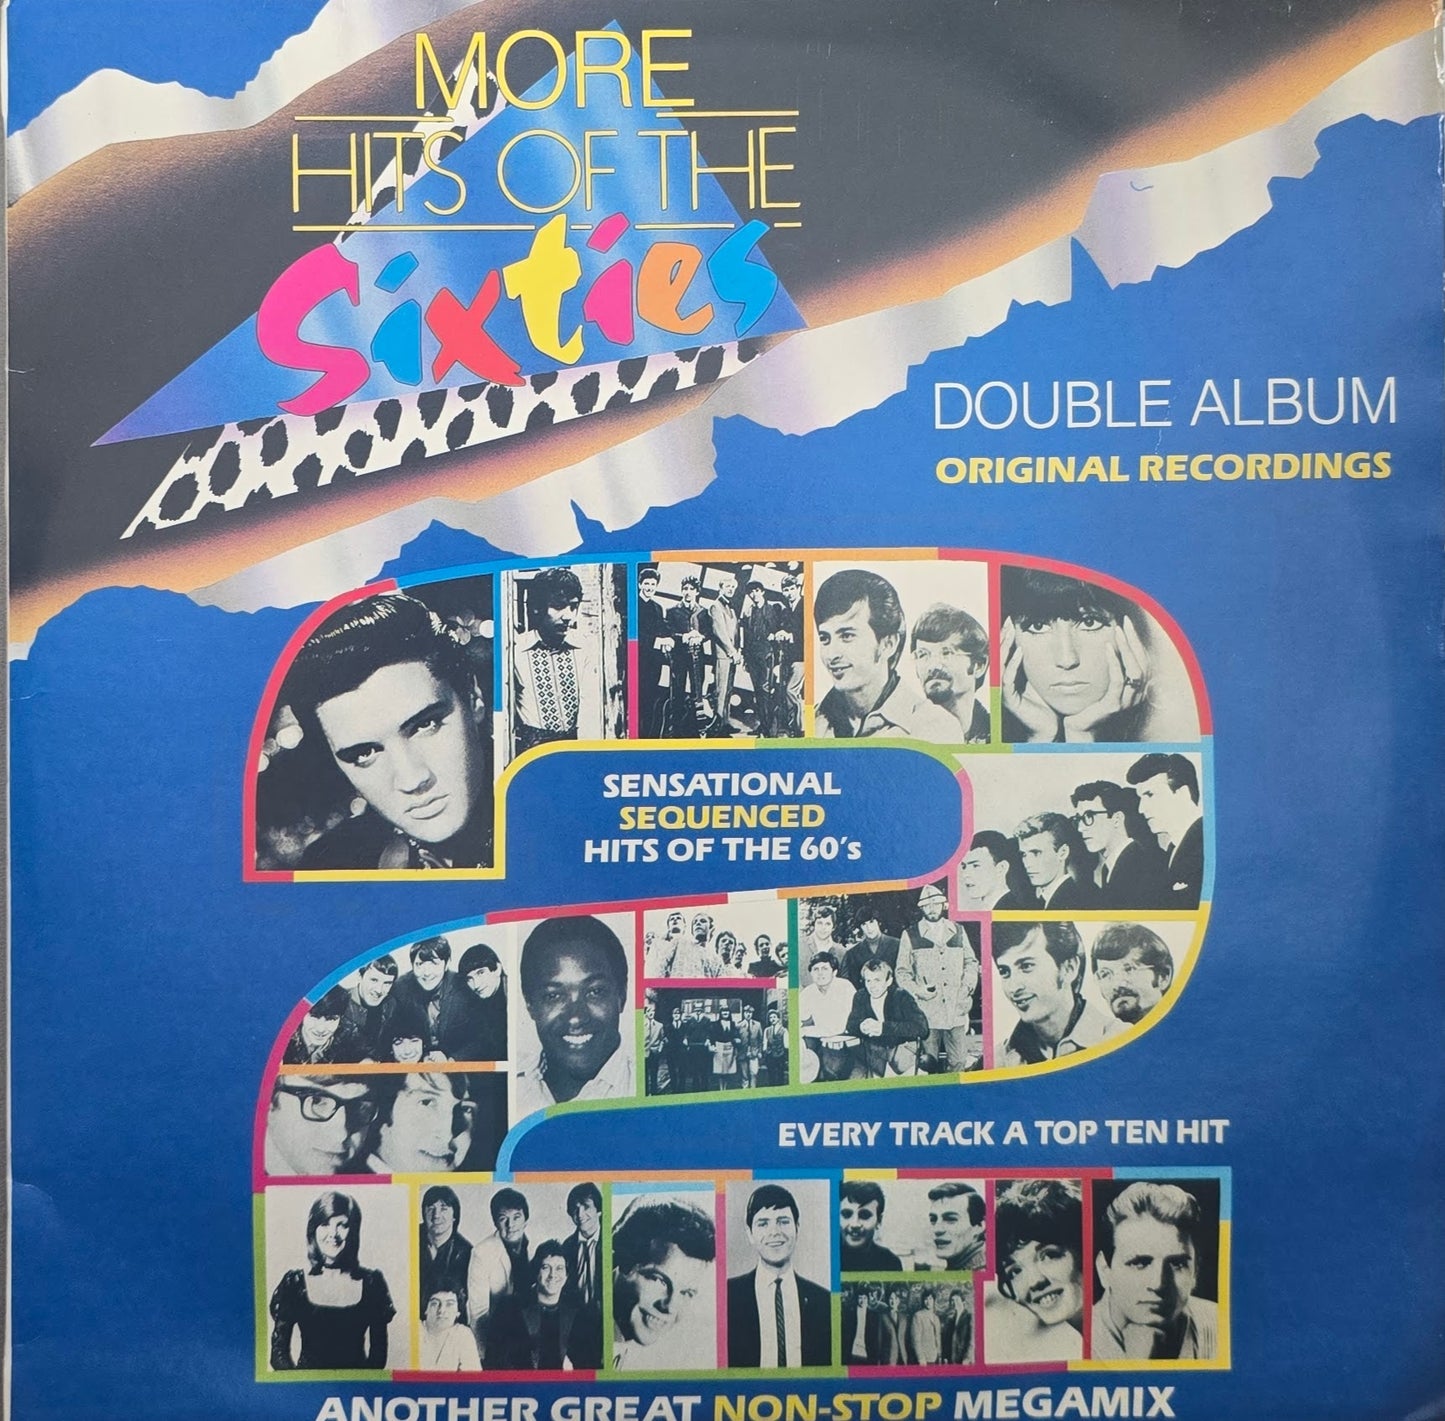 MORE
HITS OF THE
Sixties
DOUBLE ALBUM
ORIGINAL RECORDINGS
SENSATIONAL
SEQUENCED
HITS OF THE 60's
EVERY TRACK A TOP TEN HIT
ANOTHER GREAT NON-STOP MEGAMIX